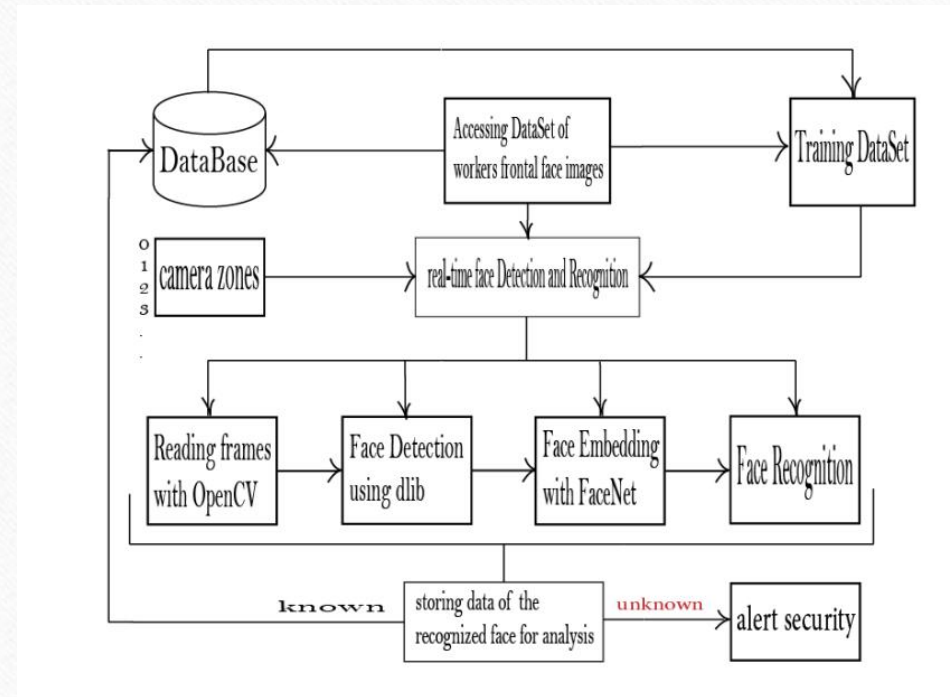 DataBase
Accessing DataSet of
workers frontal face images
Training DataSet
0
1
2
3
.
.
camera zones
real-time face Detection and Recognition
Reading frames
with OpenCV
Face Detection
using dlib
Face Embedding
with FaceNet
Face Recognition
known
storing data of the
recognized face for analysis
unknown
alert security